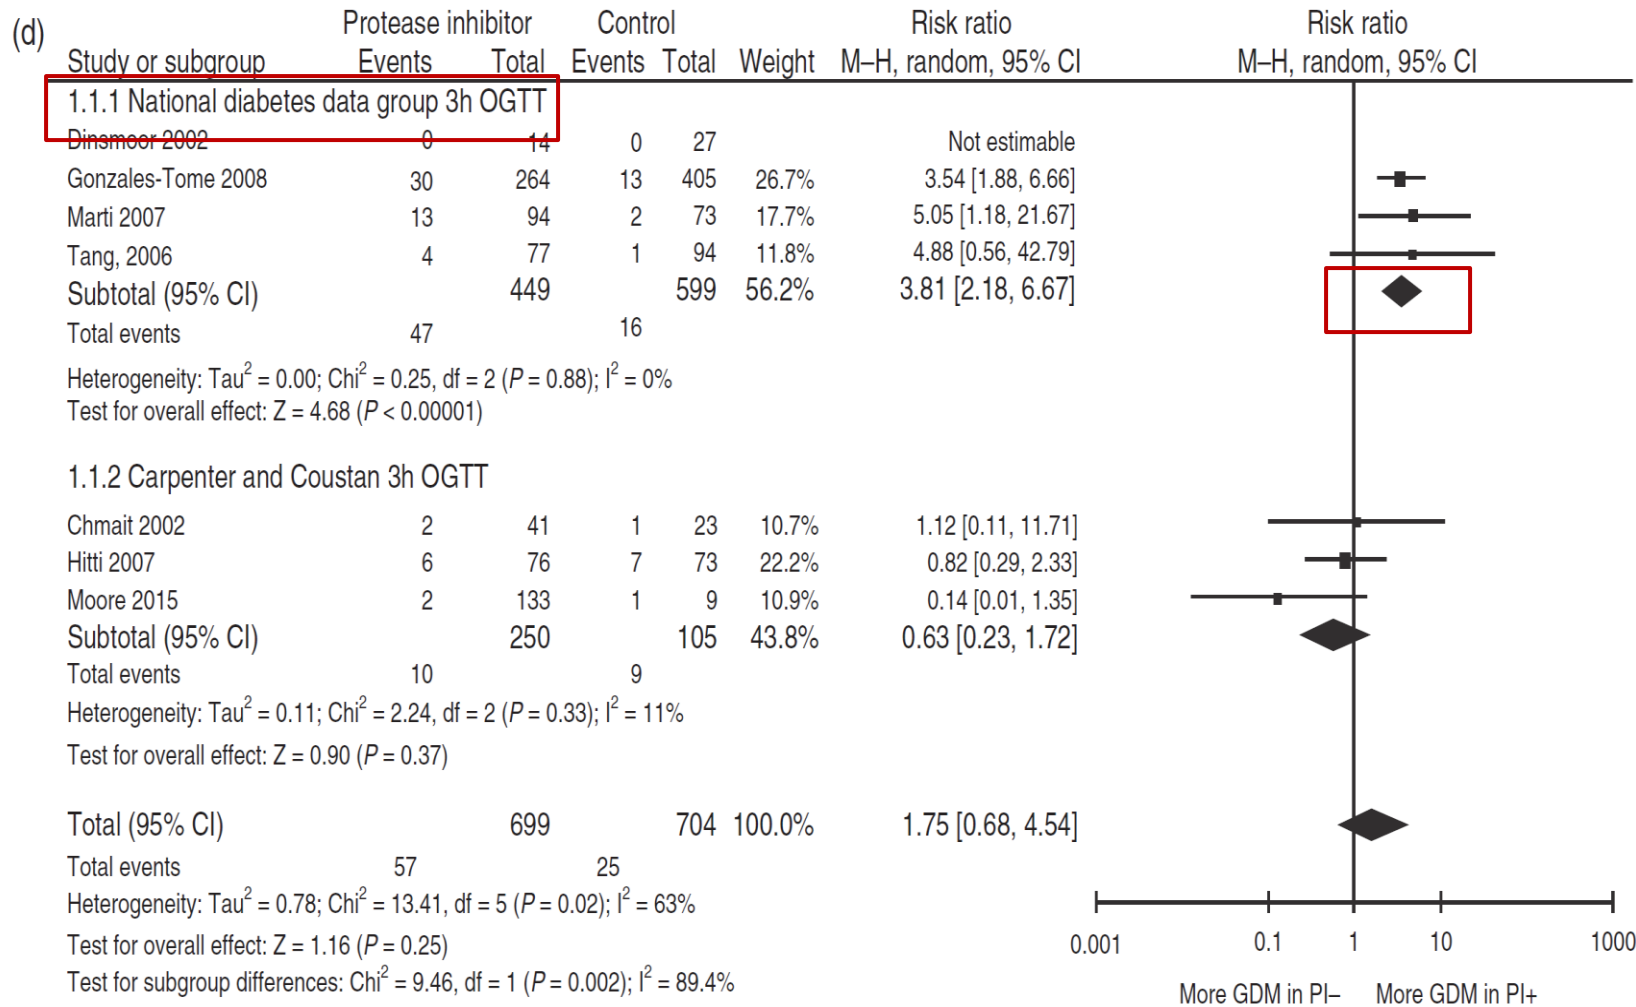 (d)
Protease inhibitor Control Risk ratio Risk ratio
Study or subgroup Events Total Events Total Weight M–H, random, 95% CI M–H, random, 95% CI
1.1.1 National diabetes data group 3h OGTT
Dinsmoor 2002 0 14 0 27 Not estimable
Gonzales-Tome 2008 30 264 13 405 26.7% 3.54 [1.88, 6.66]
Marti 2007 13 94 2 73 17.7% 5.05 [1.18, 21.67]
Tang, 2006 4 77 1 94 11.8% 4.88 [0.56, 42.79]
Subtotal (95% CI) 449 599 56.2% 3.81 [2.18, 6.67]
Total events 47 16
Heterogeneity: Tau² = 0.00; Chi² = 0.25, df = 2 (P = 0.88); I² = 0%
Test for overall effect: Z = 4.68 (P < 0.00001)
1.1.2 Carpenter and Coustan 3h OGTT
Chmait 2002 2 41 1 23 10.7% 1.12 [0.11, 11.71]
Hitti 2007 6 76 7 73 22.2% 0.82 [0.29, 2.33]
Moore 2015 2 133 1 9 10.9% 0.14 [0.01, 1.35]
Subtotal (95% CI) 250 105 43.8% 0.63 [0.23, 1.72]
Total events 10 9
Heterogeneity: Tau² = 0.11; Chi² = 2.24, df = 2 (P = 0.33); I² = 11%
Test for overall effect: Z = 0.90 (P = 0.37)
Total (95% CI) 699 704 100.0% 1.75 [0.68, 4.54]
Total events 57 25
Heterogeneity: Tau² = 0.78; Chi² = 13.41, df = 5 (P = 0.02); I² = 63%
Test for overall effect: Z = 1.16 (P = 0.25)
Test for subgroup differences: Chi² = 9.46, df = 1 (P = 0.002); I² = 89.4%
0.001 0.1 1 10 1000
More GDM in PI– More GDM in PI+